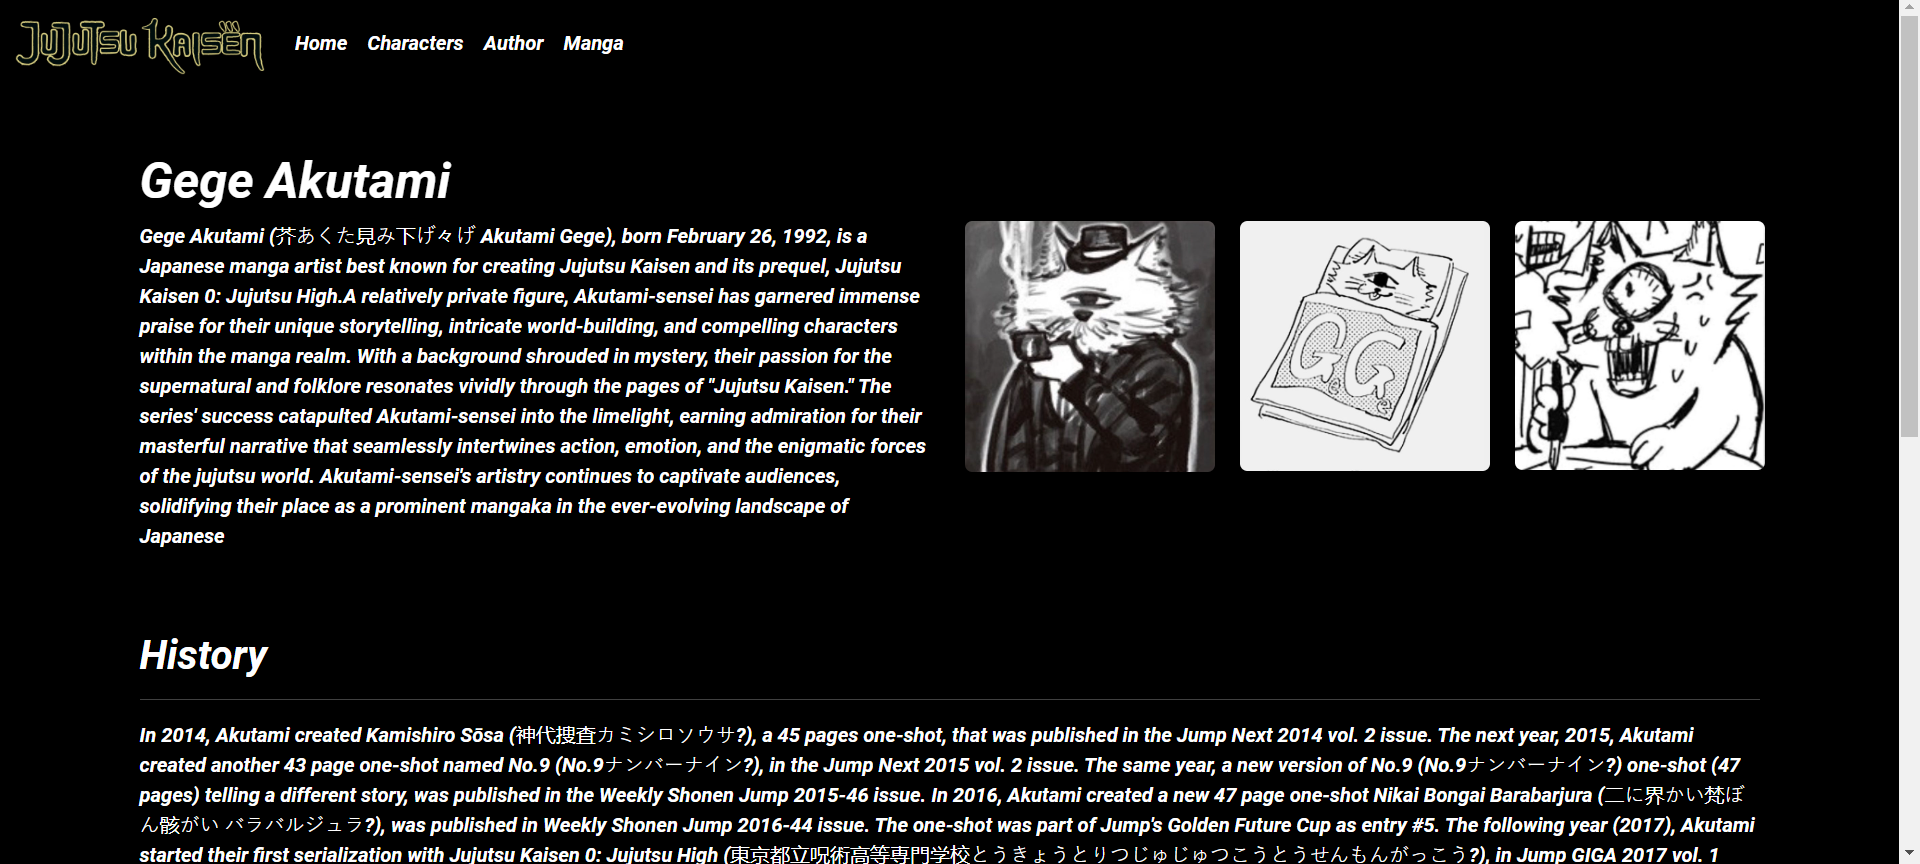 JUJUTSU KAISEN
Home Characters Author Manga
Gege Akutami
Gege Akutami (芥あくた見み下げ々げ Akutami Gege), born February 26, 1992, is a
Japanese manga artist best known for creating Jujutsu Kaisen and its prequel, Jujutsu
Kaisen 0: Jujutsu High.A relatively private figure, Akutami-sensei has garnered immense
praise for their unique storytelling, intricate world-building, and compelling characters
within the manga realm. With a background shrouded in mystery, their passion for the
supernatural and folklore resonates vividly through the pages of "Jujutsu Kaisen." The
series' success catapulted Akutami-sensei into the limelight, earning admiration for their
masterful narrative that seamlessly intertwines action, emotion, and the enigmatic forces
of the jujutsu world. Akutami-sensei's artistry continues to captivate audiences,
solidifying their place as a prominent mangaka in the ever-evolving landscape of
Japanese
GeGe
History
In 2014, Akutami created Kamishiro Sōsa (神代捜査カミシロソウサ?), a 45 pages one-shot, that was published in the Jump Next 2014 vol. 2 issue. The next year, 2015, Akutami
created another 43 page one-shot named No.9 (No.9ナンバーナイン?), in the Jump Next 2015 vol. 2 issue. The same year, a new version of No.9 (No.9ナンバーナイン?) one-shot (47
pages) telling a different story, was published in the Weekly Shonen Jump 2015-46 issue. In 2016, Akutami created a new 47 page one-shot Nikai Bongai Barabarjura (二に界かい梵ぼ
ん骸がい バラバルジュラ?), was published in Weekly Shonen Jump 2016-44 issue. The one-shot was part of Jump's Golden Future Cup as entry #5. The following year (2017), Akutami
started their first serialization with Jujutsu Kaisen 0: Jujutsu High (東京都立呪術高等専門学校とうきょうとりつじゅじゅつこうとうせんもんがっこう?), in Jump GIGA 2017 vol. 1